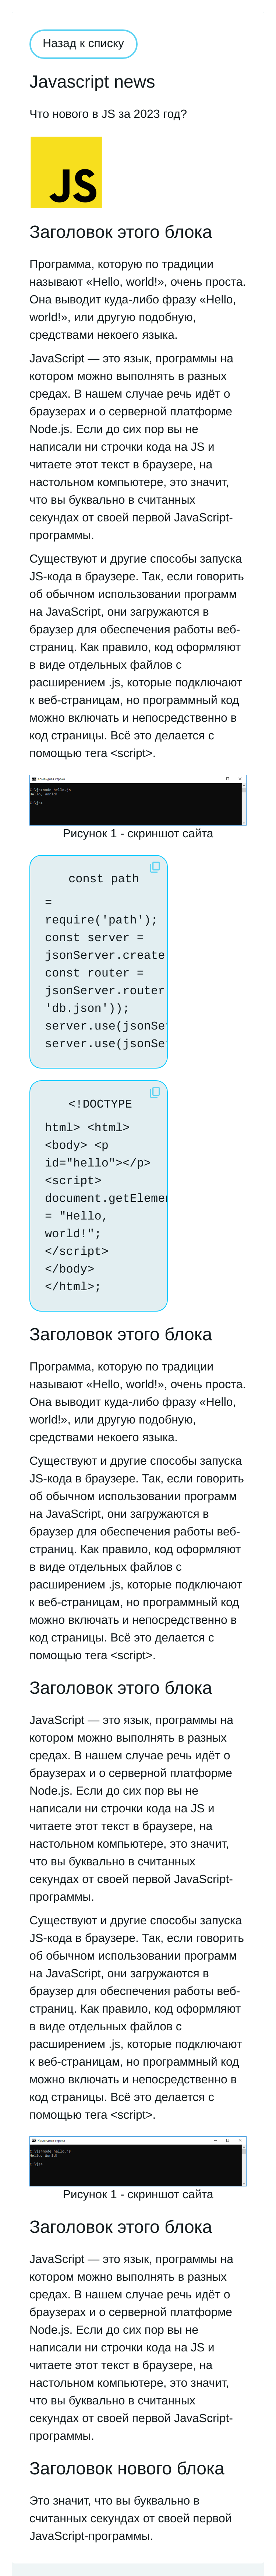 Назад к списку
Javascript news
Что нового в JS за 2023 год?
JS
Заголовок этого блока
Программа, которую по традиции
называют «Hello, world!», очень проста.
Она выводит куда-либо фразу «Hello,
world!», или другую подобную,
средствами некоего языка.
JavaScript — это язык, программы на
котором можно выполнять в разных
средах. В нашем случае речь идёт о
браузерах и о серверной платформе
Node.js. Если до сих пор вы не
написали ни строчки кода на JS и
читаете этот текст в браузере, на
настольном компьютере, это значит,
что вы буквально в считанных
секундах от своей первой JavaScript-
программы.
Существуют и другие способы запуска
JS-кода в браузере. Так, если говорить
об обычном использовании программ
на JavaScript, они загружаются в
браузер для обеспечения работы веб-
страниц. Как правило, код оформляют
в виде отдельных файлов с
расширением .js, которые подключают
к веб-страницам, но программный код
можно включать и непосредственно в
код страницы. Всё это делается с
помощью тега <script>.
Командная строка
C:\js>node hello.js
Hello, world!
C:\js>
Рисунок 1 - скриншот сайта
const path
=
require('path');
const server =
jsonServer.create
const router =
jsonServer.router
'db.json'));
server.use(jsonSe
server.use(jsonSe
<!DOCTYPE
html> <html>
<body> <p
id="hello"></p>
<script>
document.getElemen
= "Hello,
world!";
</script>
</body>
</html>;
Заголовок этого блока
Программа, которую по традиции
называют «Hello, world!», очень проста.
Она выводит куда-либо фразу «Hello,
world!», или другую подобную,
средствами некоего языка.
Существуют и другие способы запуска
JS-кода в браузере. Так, если говорить
об обычном использовании программ
на JavaScript, они загружаются в
браузер для обеспечения работы веб-
страниц. Как правило, код оформляют
в виде отдельных файлов с
расширением .js, которые подключают
к веб-страницам, но программный код
можно включать и непосредственно в
код страницы. Всё это делается с
помощью тега <script>.
Заголовок этого блока
JavaScript — это язык, программы на
котором можно выполнять в разных
средах. В нашем случае речь идёт о
браузерах и о серверной платформе
Node.js. Если до сих пор вы не
написали ни строчки кода на JS и
читаете этот текст в браузере, на
настольном компьютере, это значит,
что вы буквально в считанных
секундах от своей первой JavaScript-
программы.
Существуют и другие способы запуска
JS-кода в браузере. Так, если говорить
об обычном использовании программ
на JavaScript, они загружаются в
браузер для обеспечения работы веб-
страниц. Как правило, код оформляют
в виде отдельных файлов с
расширением .js, которые подключают
к веб-страницам, но программный код
можно включать и непосредственно в
код страницы. Всё это делается с
помощью тега <script>.
Командная строка
C:\js>node hello.js
Hello, world!
C:\js>
Рисунок 1 - скриншот сайта
Заголовок этого блока
JavaScript — это язык, программы на
котором можно выполнять в разных
средах. В нашем случае речь идёт о
браузерах и о серверной платформе
Node.js. Если до сих пор вы не
написали ни строчки кода на JS и
читаете этот текст в браузере, на
настольном компьютере, это значит,
что вы буквально в считанных
секундах от своей первой JavaScript-
программы.
Заголовок нового блока
Это значит, что вы буквально в
считанных секундах от своей первой
JavaScript-программы.